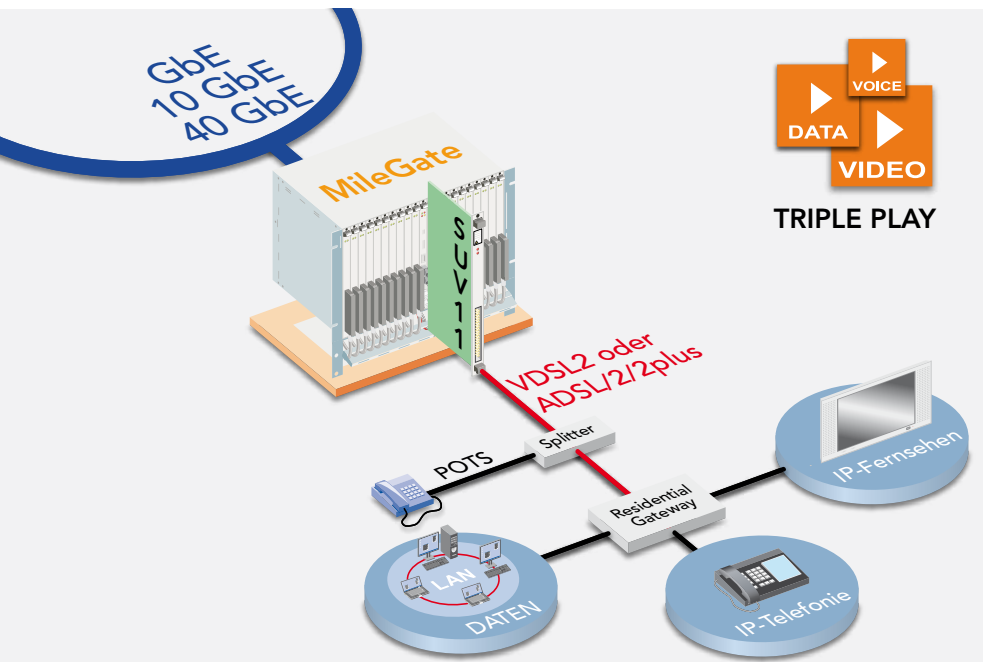 GbE
10 GbE
40 GbE
MileGate
SUV11
VOICE
DATA
VIDEO
TRIPLE PLAY
VDSL2 oder
ADSL/2/2plus
Splitter
POTS
Residential
Gateway
IP-Fernsehen
LAN
DATEN
IP-Telefonie